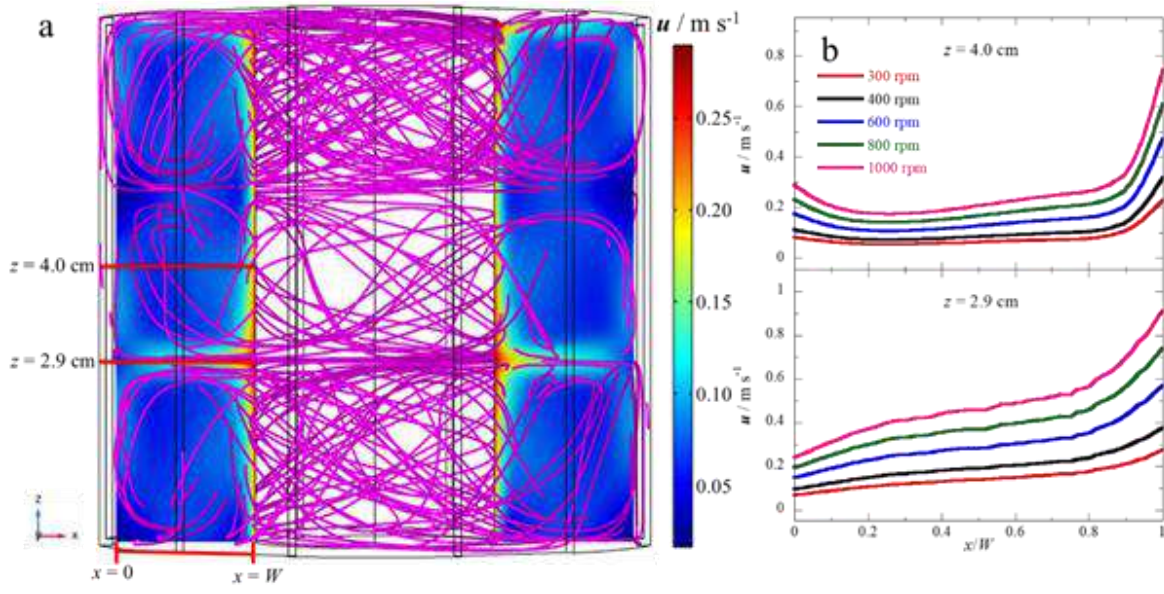 a
u / m s⁻¹
0.25
0.20
0.15
0.10
0.05
z = 4.0 cm
z = 2.9 cm
z
x
x = 0
x = W
b
z = 4.0 cm
300 rpm
400 rpm
600 rpm
800 rpm
1000 rpm
u / m s⁻¹
0.8
0.6
0.4
0.2
0
z = 2.9 cm
u / m s⁻¹
1
0.8
0.6
0.4
0.2
0
0
0.2
0.4
0.6
0.8
1
x/W